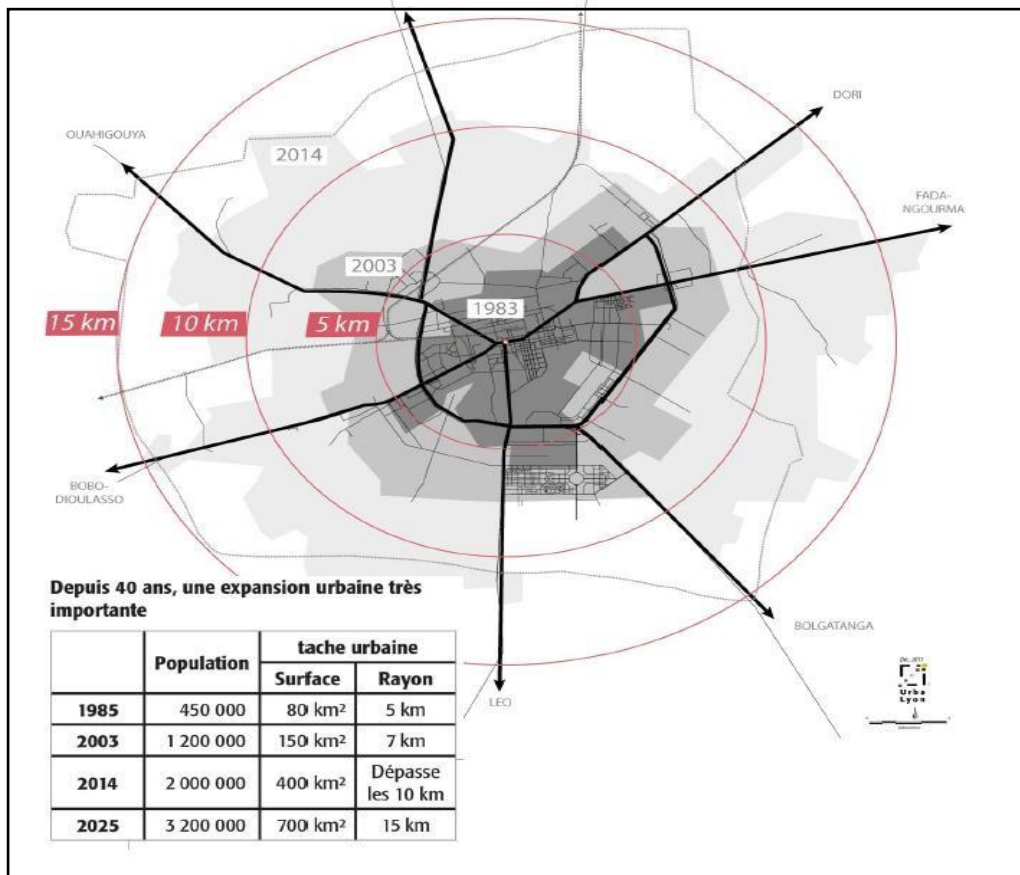 DORI
OUAHIGOUYA
2014
FADA-
NGOURMA
2003
1983
15 km
10 km
5 km
BOBO-
DIOULASSO
Depuis 40 ans, une expansion urbaine très
importante
Population
tache urbaine
Surface
Rayon
1985 450 000 80 km² 5 km
2003 1 200 000 150 km² 7 km
2014 2 000 000 400 km² Dépasse
les 10 km
2025 3 200 000 700 km² 15 km
BOLGATANGA
LEO
Urba
Lyon